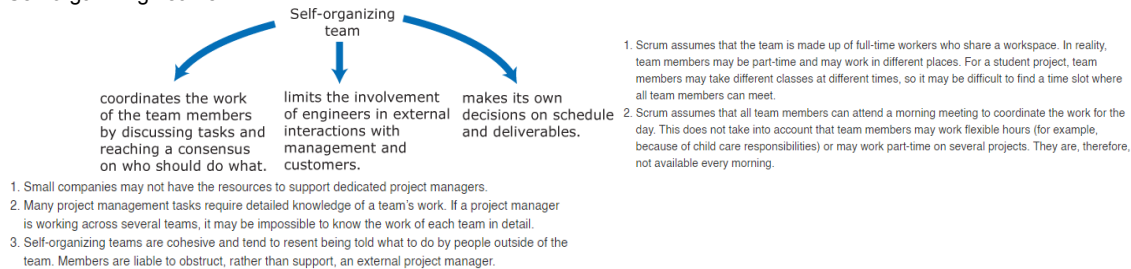 Self-organizing
team
coordinates the work
of the team members
by discussing tasks and
reaching a consensus
on who should do what.
limits the involvement
of engineers in external
interactions with
management and
customers.
makes its own
decisions on schedule
and deliverables.
1. Small companies may not have the resources to support dedicated project managers.
2. Many project management tasks require detailed knowledge of a team's work. If a project manager
is working across several teams, it may be impossible to know the work of each team in detail.
3. Self-organizing teams are cohesive and tend to resent being told what to do by people outside of the
team. Members are liable to obstruct, rather than support, an external project manager.
1. Scrum assumes that the team is made up of full-time workers who share a workspace. In reality,
team members may be part-time and may work in different places. For a student project, team
members may take different classes at different times, so it may be difficult to find a time slot where
all team members can meet.
2. Scrum assumes that all team members can attend a morning meeting to coordinate the work for the
day. This does not take into account that team members may work flexible hours (for example,
because of child care responsibilities) or may work part-time on several projects. They are, therefore,
not available every morning.